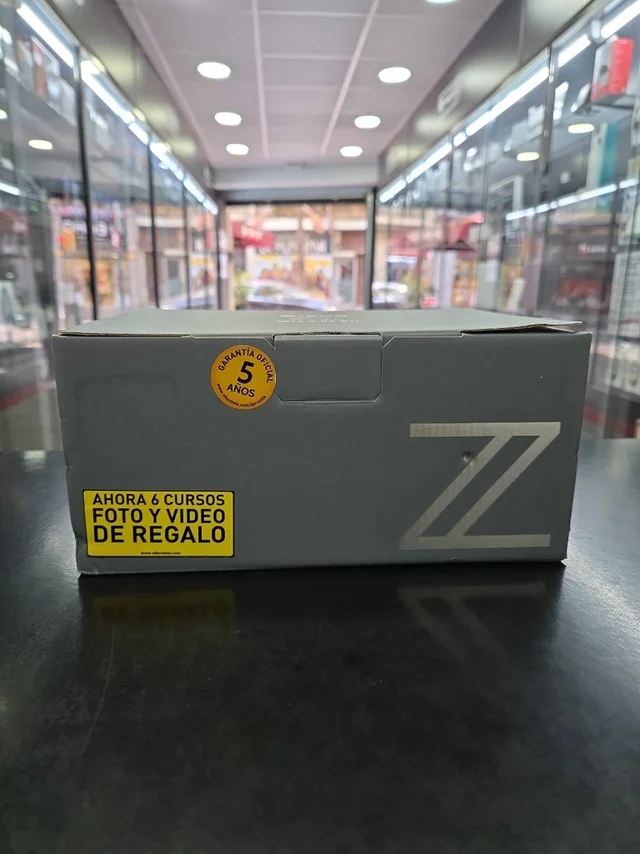 GARANTÍA OFICIAL
5
AÑOS
Z
AHORA 6 CURSOS
FOTO Y VIDEO
DE REGALO